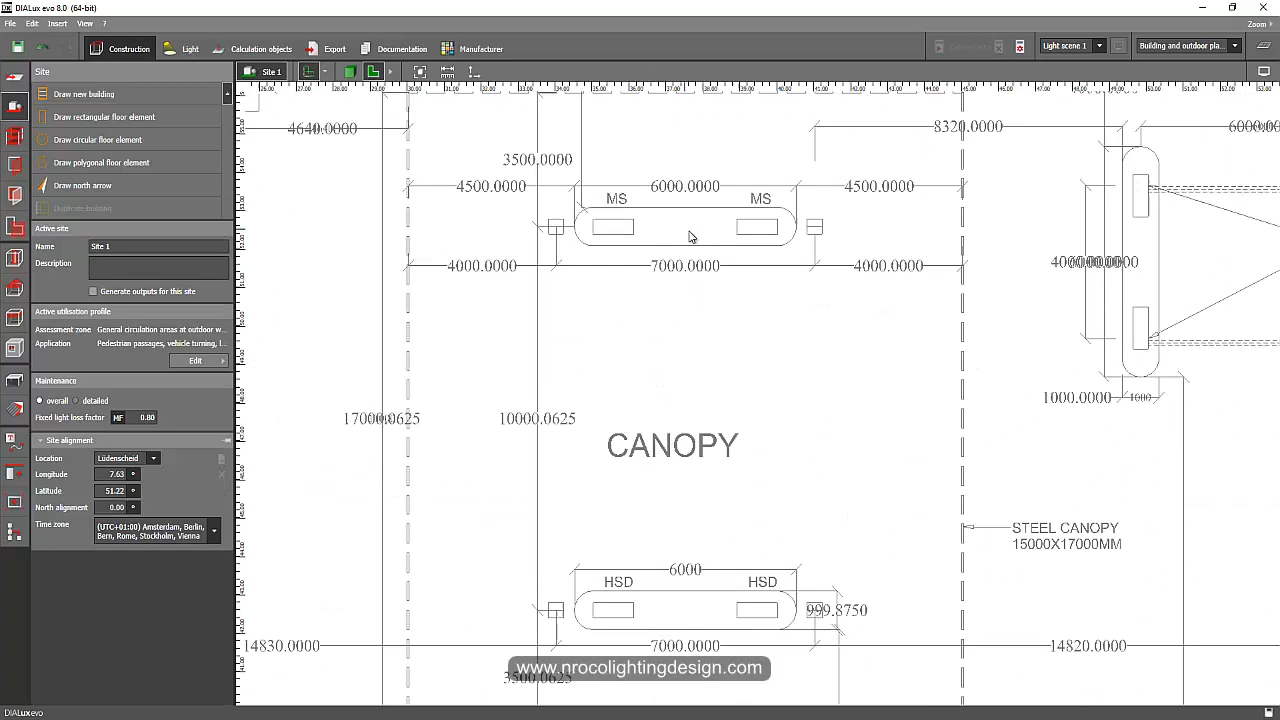 DIALux evo 8.0 (64-bit)
File Edit Insert View ?
Zoom
Construction Light Calculation objects Export Documentation Manufacturer
Light scene 1
Building and outdoor pla...
Site
Site 1
Draw new building
Draw rectangular floor element
Draw circular floor element
Draw polygonal floor element
Draw north arrow
Duplicate building
Active site
Name Site 1
Description
Generate outputs for this site
Active utilisation profile
Assessment zone General circulation areas at outdoor w...
Application Pedestrian passages, vehicle turning, l...
Edit
Maintenance
overall detailed
Fixed light loss factor MF 0.80
Site alignment
Location Lüdenscheid
Longitude 7.63 °
Latitude 51.22 °
North alignment 0.00 °
Time zone (UTC+01:00) Amsterdam, Berlin,
Bern, Rome, Stockholm, Vienna
4640.0000
8320.0000
3500.0000
4500.0000 6000.0000 4500.0000
MS MS
4000.0000 7000.0000 4000.0000
17000.0625
10000.0625
1000.0000 1000
CANOPY
STEEL CANOPY
15000X17000MM
6000
HSD HSD
999.8750
14830.0000 7000.0000 14820.0000
www.nrocolightingdesign.com
3500.0625
DIALux evo